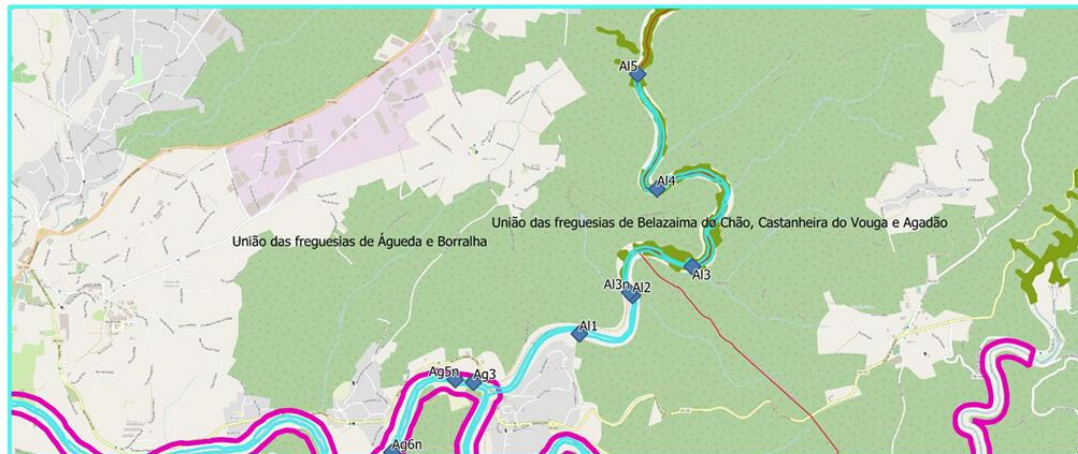 Al5
Al4
União das freguesias de Belazaima do Chão, Castanheira do Vouga e Agadão
União das freguesias de Águeda e Borralha
Al3
Al3n
Al2
Al1
Ag5n
Ag3
Ag6n